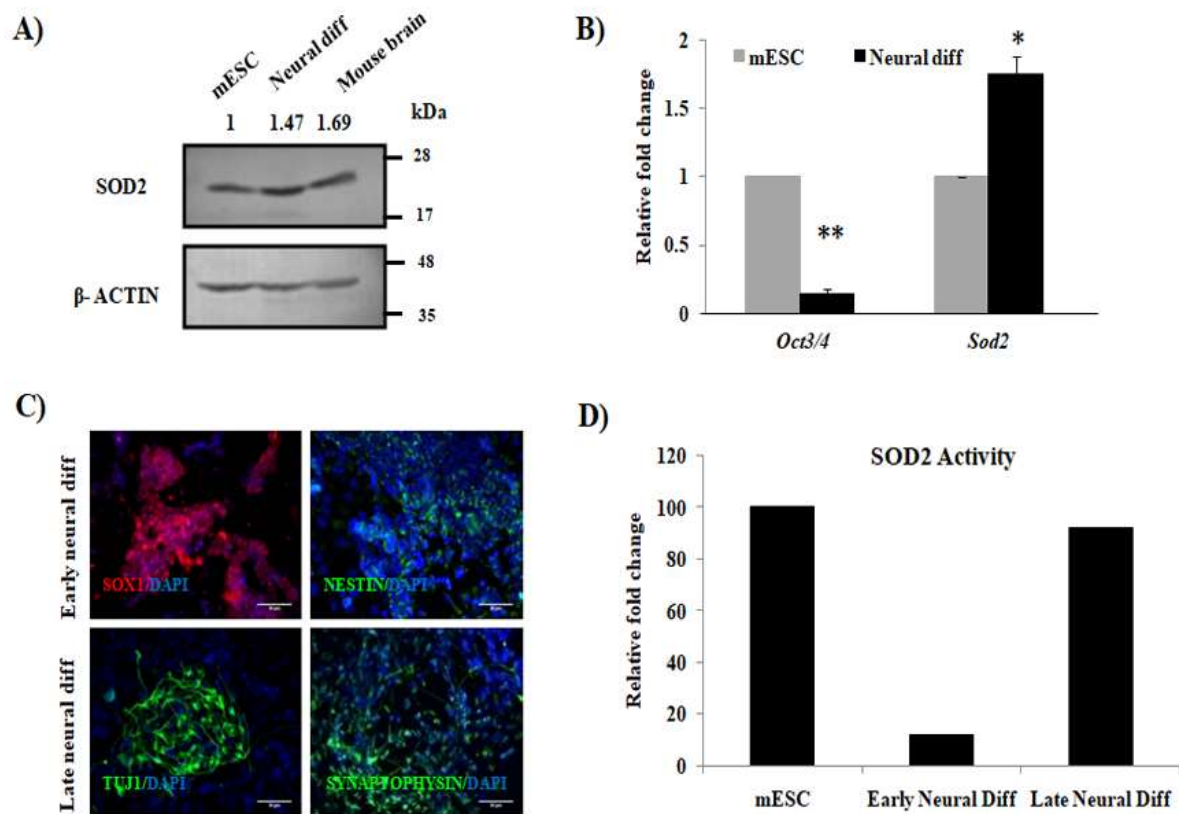 A)
mESC
Neural diff
Mouse brain
1 1.47 1.69
kDa
SOD2
28
17
β- ACTIN
48
35
B)
mESC Neural diff
Relative fold change
2
1.5
1
0.5
0
*
**
Oct3/4 Sod2
C)
Early neural diff
SOX1/DAPI
NESTIN/DAPI
Late neural diff
TUJ1/DAPI
SYNAPTOPHYSIN/DAPI
D)
SOD2 Activity
Relative fold change
120
100
80
60
40
20
0
mESC Early Neural Diff Late Neural Diff